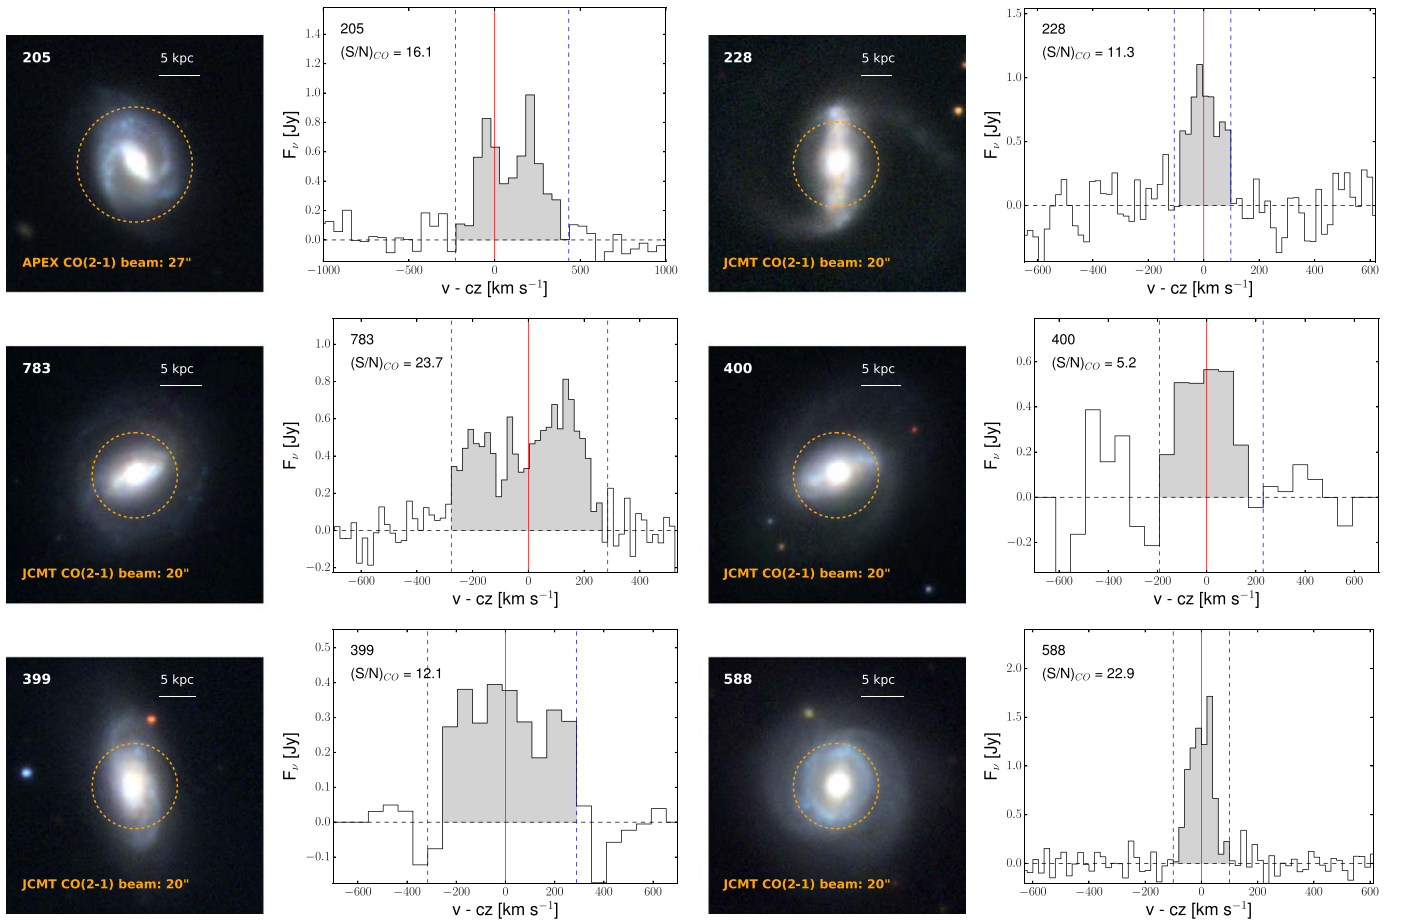 205
5 kpc
APEX CO(2-1) beam: 27"
205
(S/N)CO = 16.1
Fν [Jy]
1.4
1.2
1.0
0.8
0.6
0.4
0.2
0.0
−1000 −500 0 500 1000
v - cz [km s−1]
228
5 kpc
JCMT CO(2-1) beam: 20"
228
(S/N)CO = 11.3
Fν [Jy]
1.5
1.0
0.5
0.0
−600 −400 −200 0 200 400 600
v - cz [km s−1]
783
5 kpc
JCMT CO(2-1) beam: 20"
783
(S/N)CO = 23.7
Fν [Jy]
1.0
0.8
0.6
0.4
0.2
0.0
−0.2
−600 −400 −200 0 200 400
v - cz [km s−1]
400
5 kpc
JCMT CO(2-1) beam: 20"
400
(S/N)CO = 5.2
Fν [Jy]
0.6
0.4
0.2
0.0
−0.2
−600 −400 −200 0 200 400 600
v - cz [km s−1]
399
5 kpc
JCMT CO(2-1) beam: 20"
399
(S/N)CO = 12.1
Fν [Jy]
0.5
0.4
0.3
0.2
0.1
0.0
−0.1
−600 −400 −200 0 200 400 600
v - cz [km s−1]
588
5 kpc
JCMT CO(2-1) beam: 20"
588
(S/N)CO = 22.9
Fν [Jy]
2.0
1.5
1.0
0.5
0.0
−600 −400 −200 0 200 400 600
v - cz [km s−1]